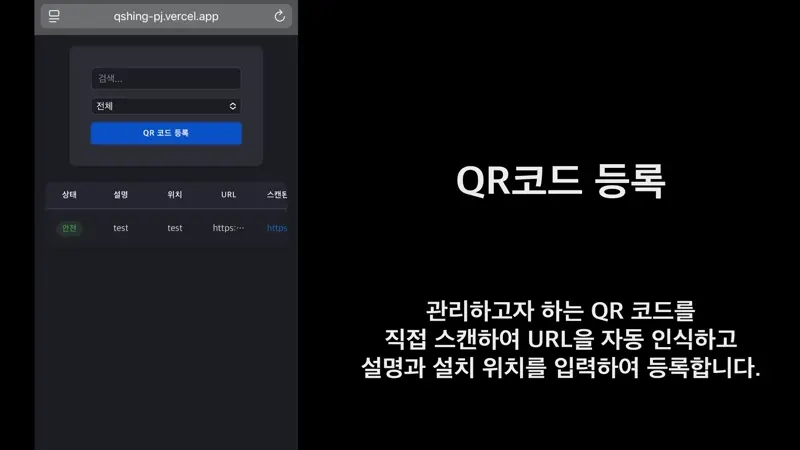 qshing-pj.vercel.app
검색...
전체
QR 코드 등록
상태 설명 위치 URL 스캔된
안전 test test https:··· https
QR코드 등록
관리하고자 하는 QR 코드를
직접 스캔하여 URL을 자동 인식하고
설명과 설치 위치를 입력하여 등록합니다.